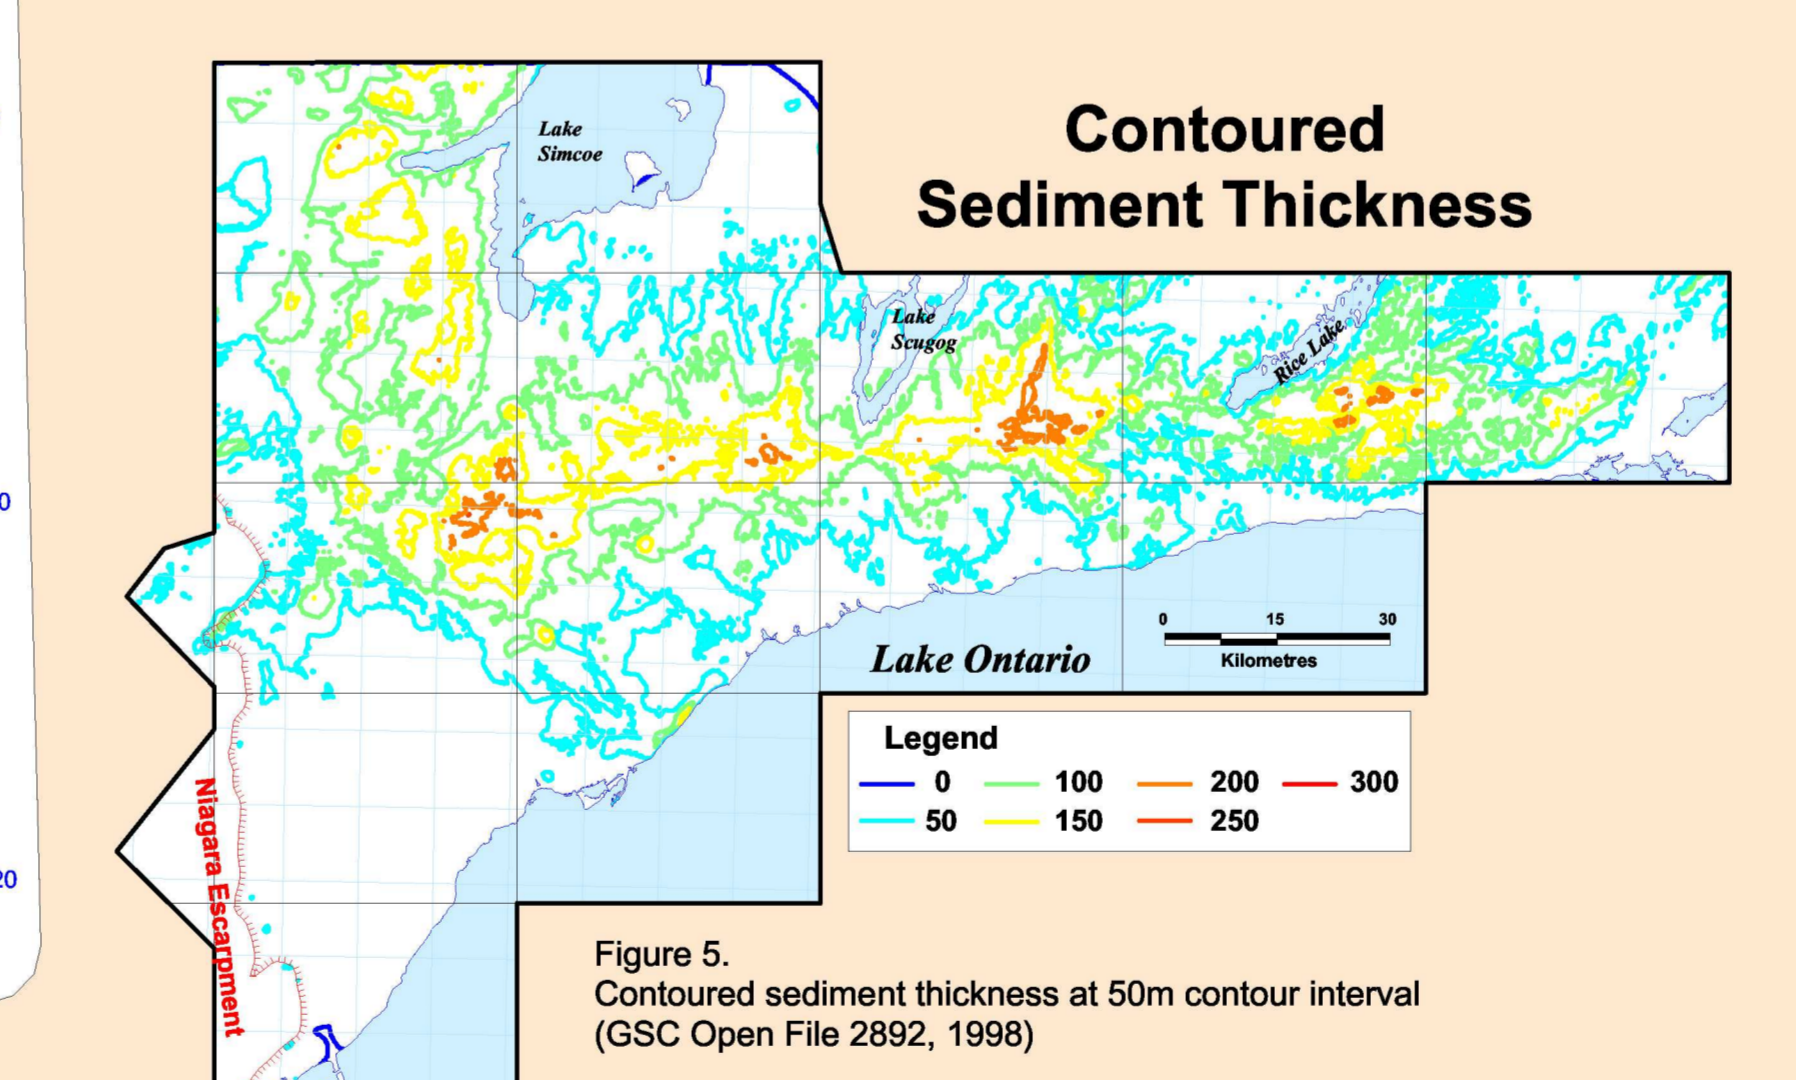 Contoured
Sediment Thickness
Lake
Simcoe
Lake
Scugog
Rice Lake
0
20
Lake Ontario
0 15 30
Kilometres
Legend
0 100 200 300
50 150 250
Niagara Escarpment
Figure 5.
Contoured sediment thickness at 50m contour interval
(GSC Open File 2892, 1998)